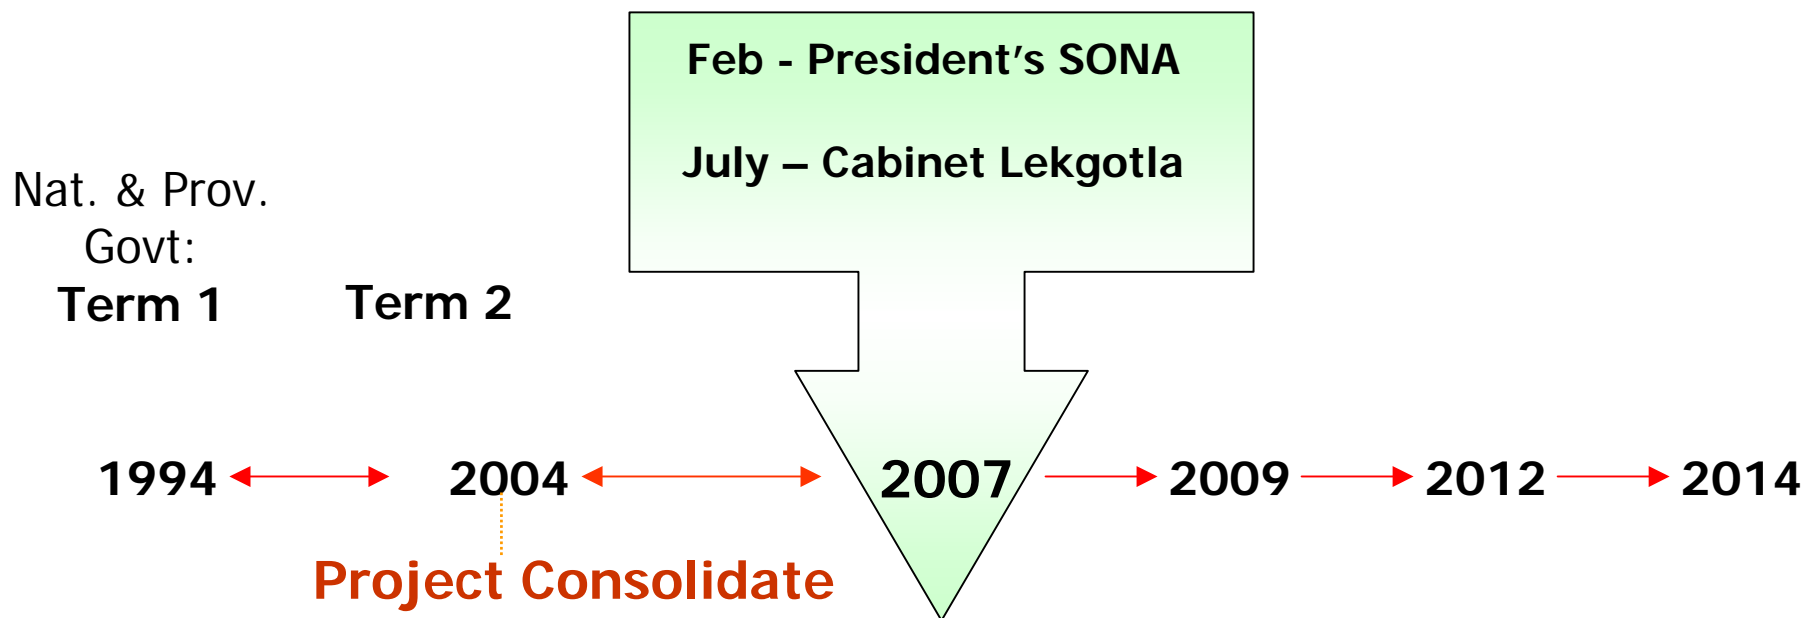 Feb - President’s SONA
July – Cabinet Lekgotla
Nat. & Prov.
Govt:
Term 1
Term 2
1994
2004
2007
2009
2012
2014
Project Consolidate